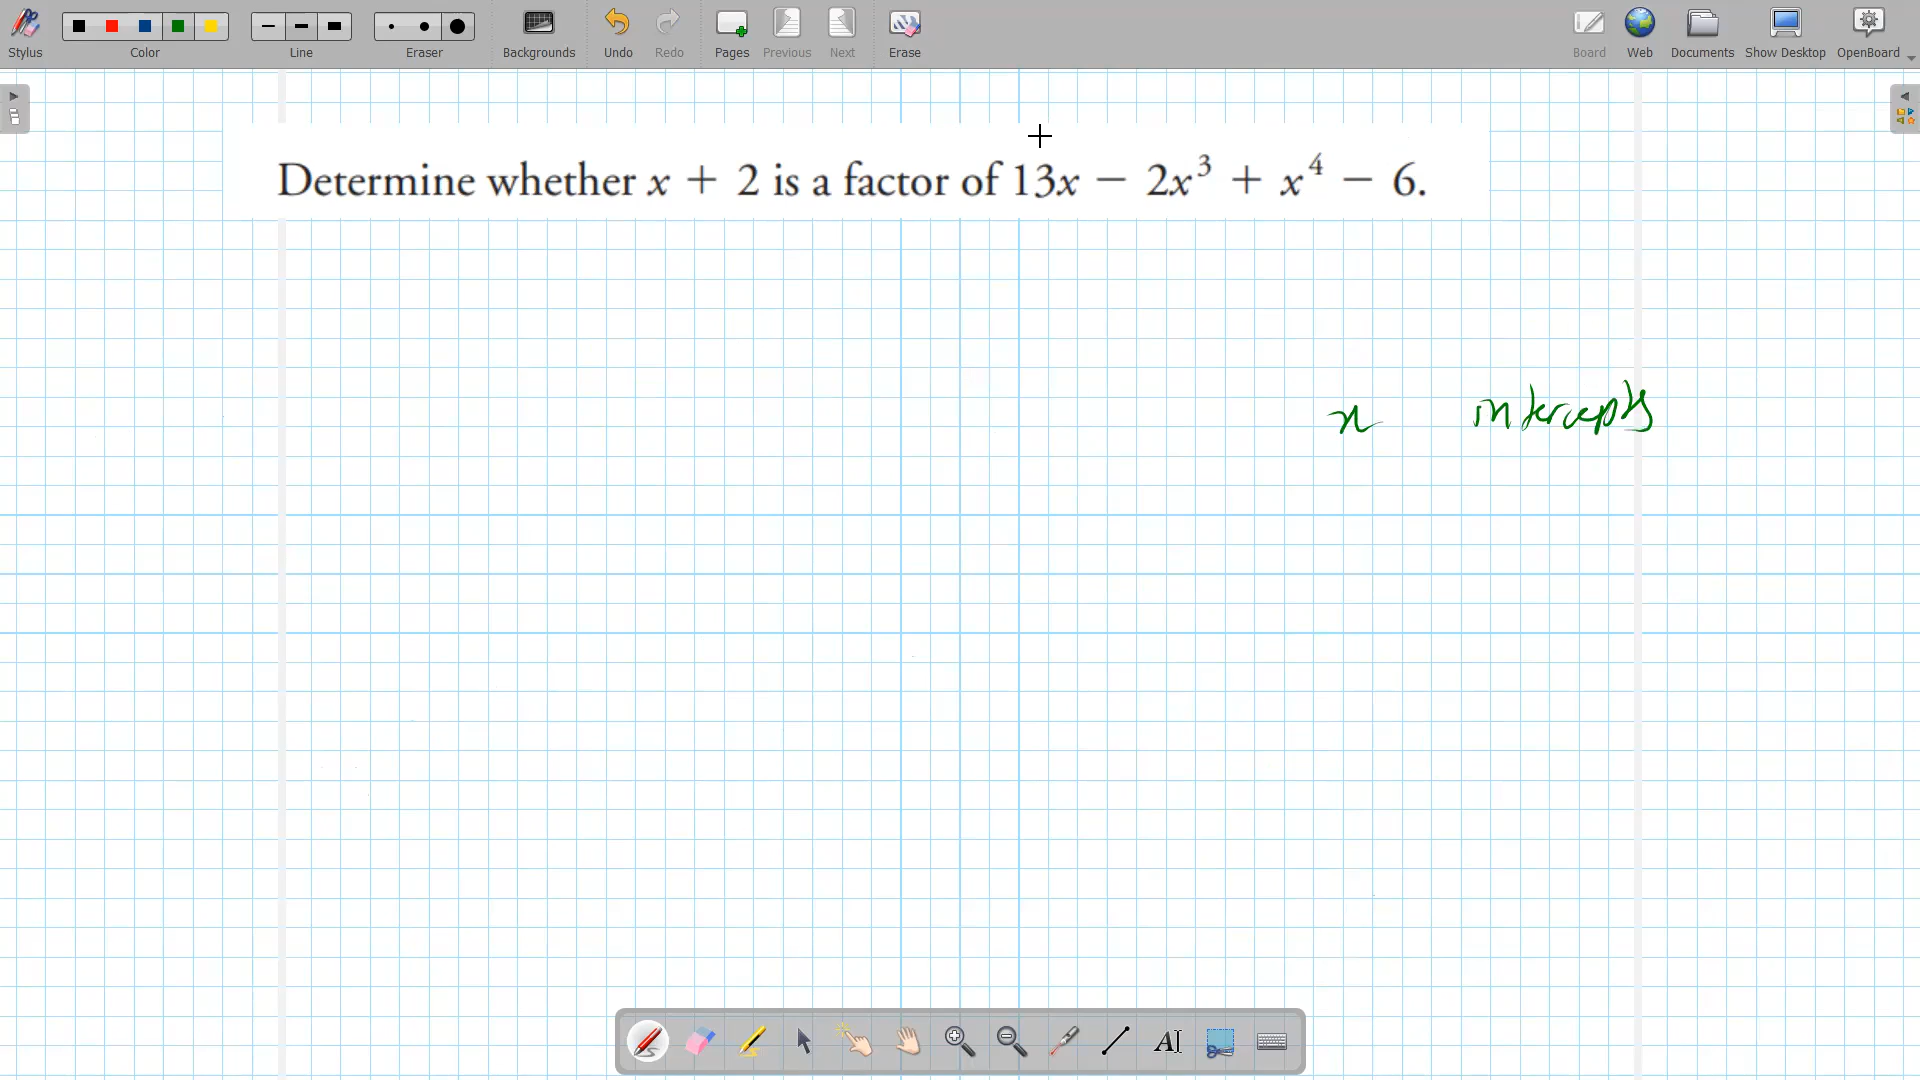 Stylus Color Line Eraser Backgrounds Undo Redo Pages Previous Next Erase Board Web Documents Show Desktop OpenBoard
Determine whether x + 2 is a factor of 13x − 2x³ + x⁴ − 6.
x intercepts